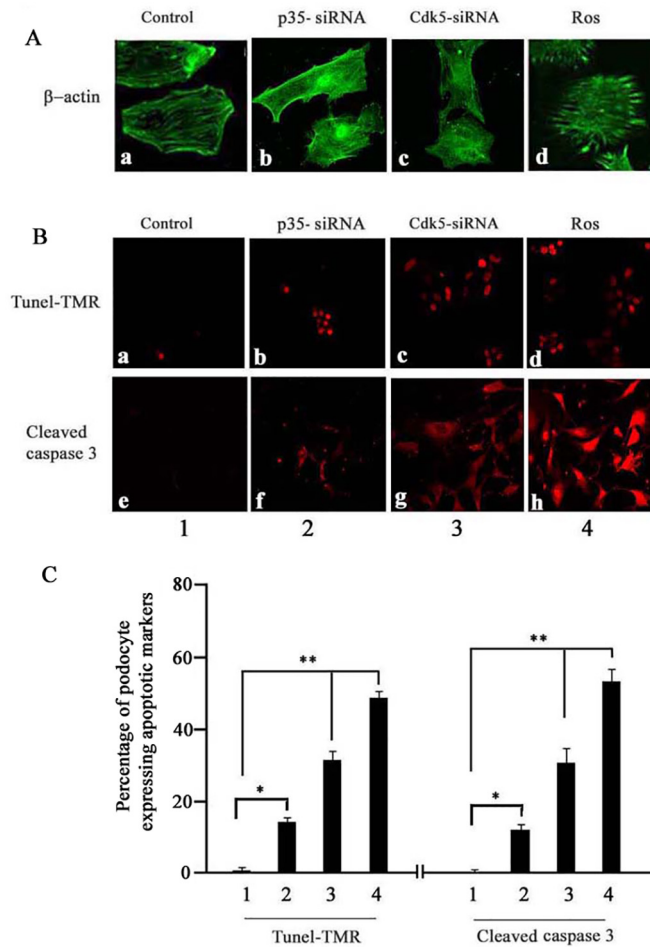 Control p35- siRNA Cdk5-siRNA Ros
A
β–actin
a b c d
Control p35- siRNA Cdk5-siRNA Ros
B
Tunel-TMR
a b c d
Cleaved
caspase 3
e f g h
1 2 3 4
C
Percentage of podocyte
expressing apoptotic markers
80
60
40
20
0
** **
* *
1 2 3 4 1 2 3 4
Tunel-TMR Cleaved caspase 3